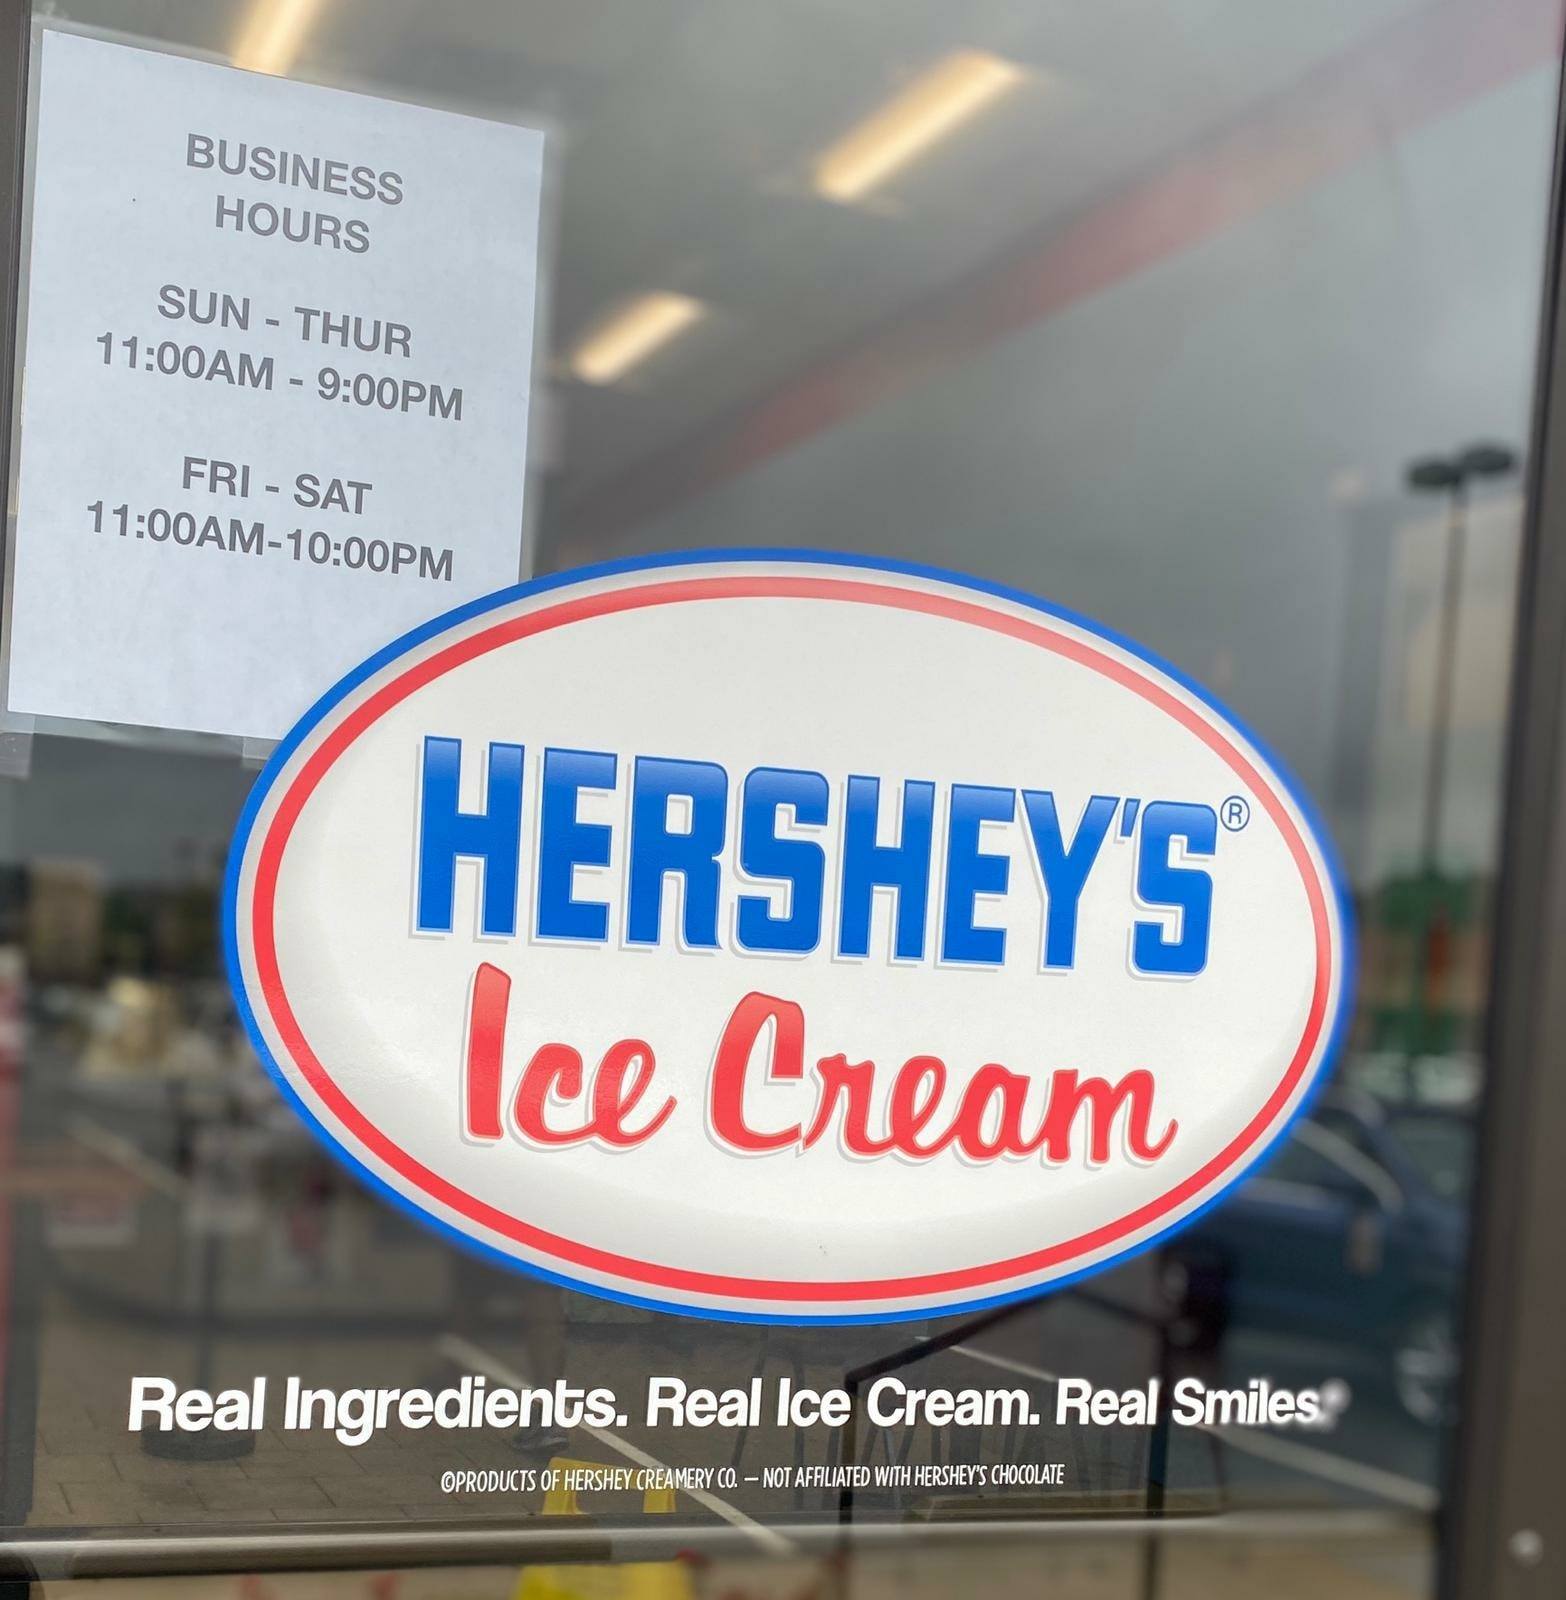 BUSINESS
HOURS
SUN - THUR
11:00AM - 9:00PM
FRI - SAT
11:00AM-10:00PM
HERSHEY'S®
Ice Cream
Real Ingredients. Real Ice Cream. Real Smiles.®
©PRODUCTS OF HERSHEY CREAMERY CO. — NOT AFFILIATED WITH HERSHEY'S CHOCOLATE